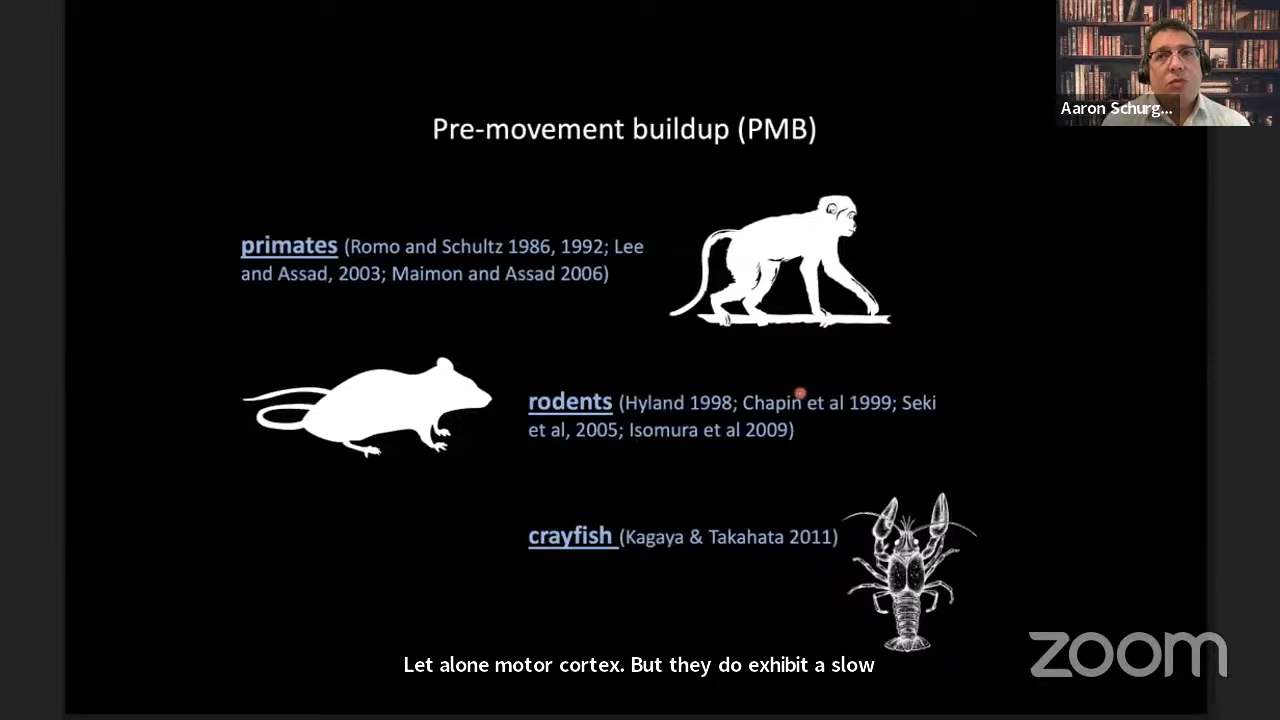 Aaron Schurg...
Pre-movement buildup (PMB)
primates (Romo and Schultz 1986, 1992; Lee
and Assad, 2003; Maimon and Assad 2006)
rodents (Hyland 1998; Chapin et al 1999; Seki
et al, 2005; Isomura et al 2009)
crayfish (Kagaya & Takahata 2011)
Let alone motor cortex. But they do exhibit a slow
zoom